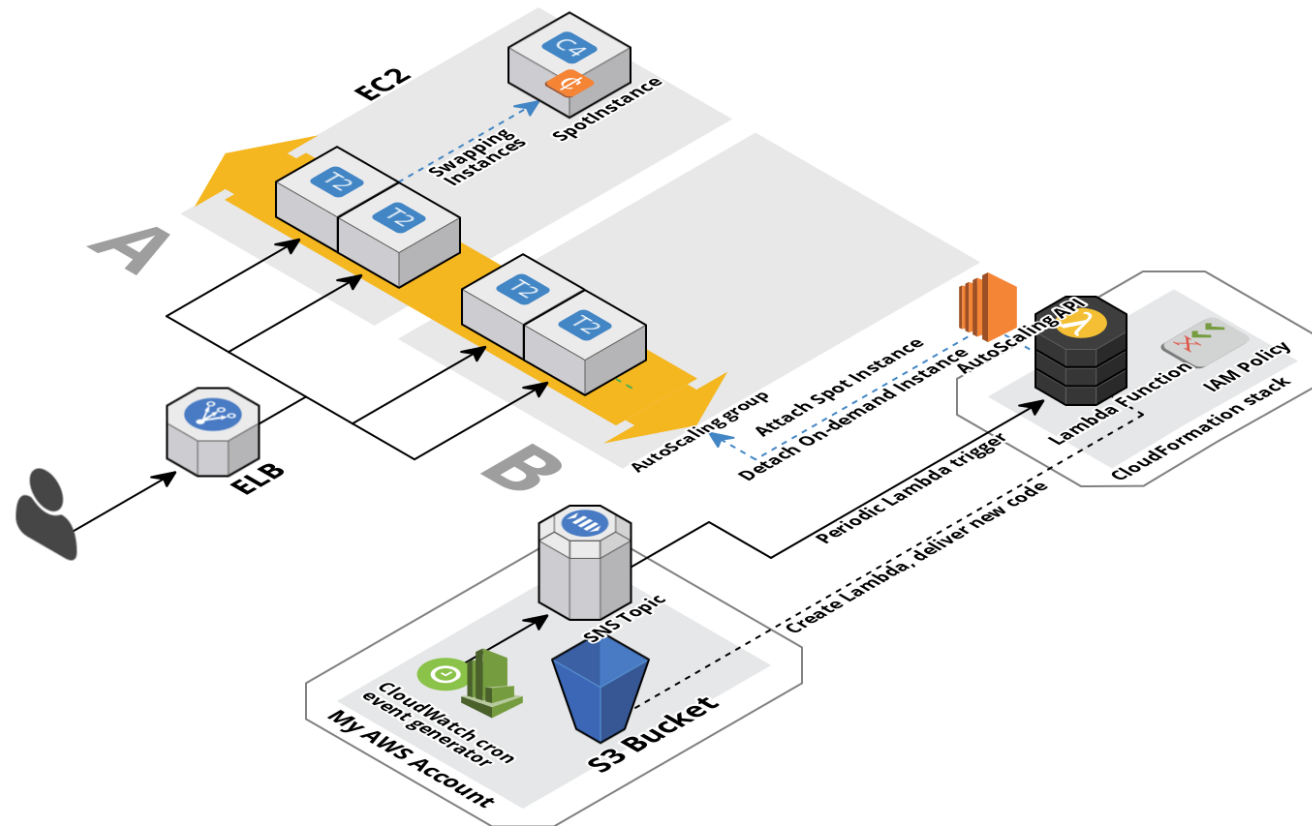 EC2
C4
SpotInstance
Swapping
Instances
T2
T2
A
T2
T2
B
AutoScaling group
Attach Spot Instance
Detach On-demand Instance
AutoScaling API
Lambda Function
IAM Policy
CloudFormation stack
ELB
Periodic Lambda trigger
Create Lambda, deliver new code
SNS Topic
CloudWatch cron
event generator
S3 Bucket
My AWS Account